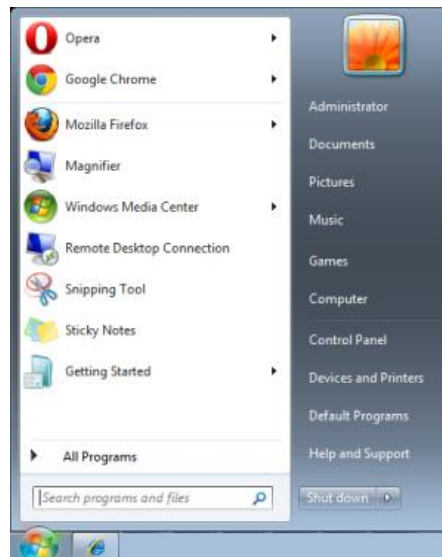 Opera
Google Chrome
Mozilla Firefox
Magnifier
Windows Media Center
Remote Desktop Connection
Snipping Tool
Sticky Notes
Getting Started
All Programs
Search programs and files
Administrator
Documents
Pictures
Music
Games
Computer
Control Panel
Devices and Printers
Default Programs
Help and Support
Shut down